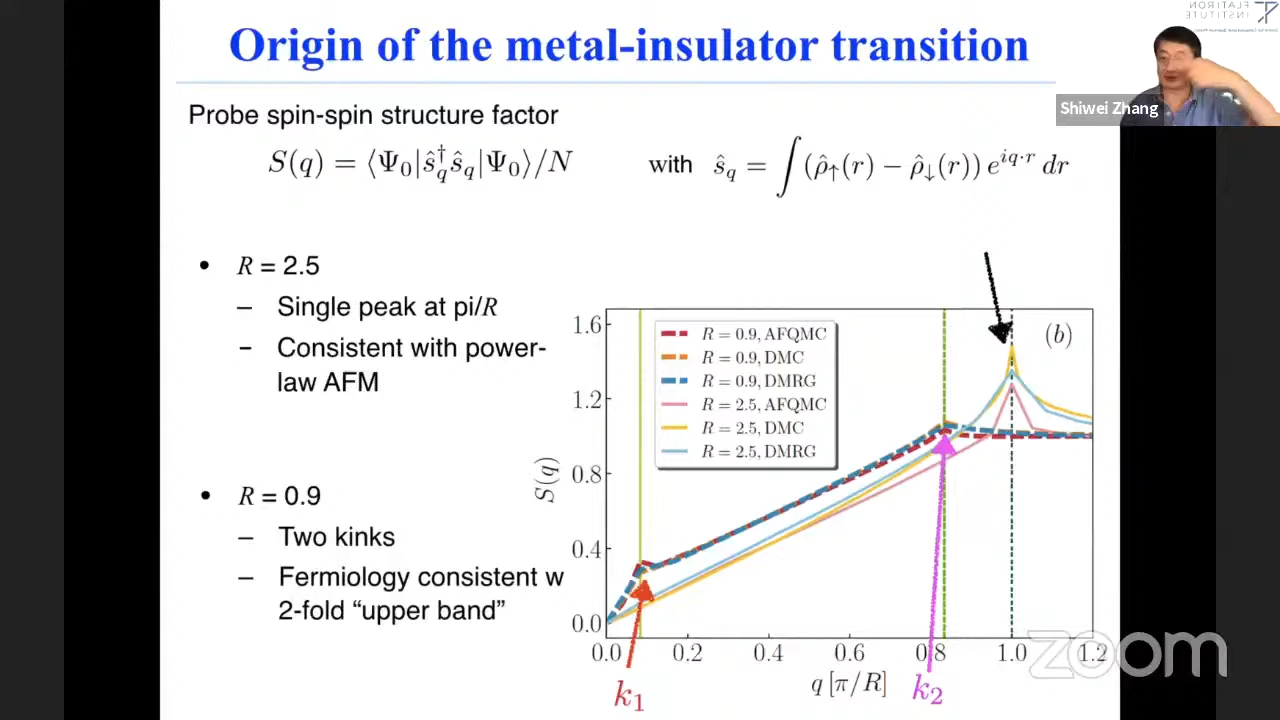 Origin of the metal-insulator transition
FLATIRON
INSTITUTE
Shiwei Zhang
Probe spin-spin structure factor
S(q) = ⟨Ψ₀|ŝ†_q ŝ_q|Ψ₀⟩/N with ŝ_q = ∫ (ρ̂↑(r) − ρ̂↓(r)) e^{iq·r} dr
• R = 2.5
– Single peak at pi/R
- Consistent with power-
law AFM
• R = 0.9
– Two kinks
– Fermiology consistent w
2-fold “upper band”
(b)
R = 0.9, AFQMC
R = 0.9, DMC
R = 0.9, DMRG
R = 2.5, AFQMC
R = 2.5, DMC
R = 2.5, DMRG
S(q)
1.6
1.2
0.8
0.4
0.0
0.0 0.2 0.4 0.6 0.8 1.0 1.2
q [π/R]
k₁
k₂
zoom